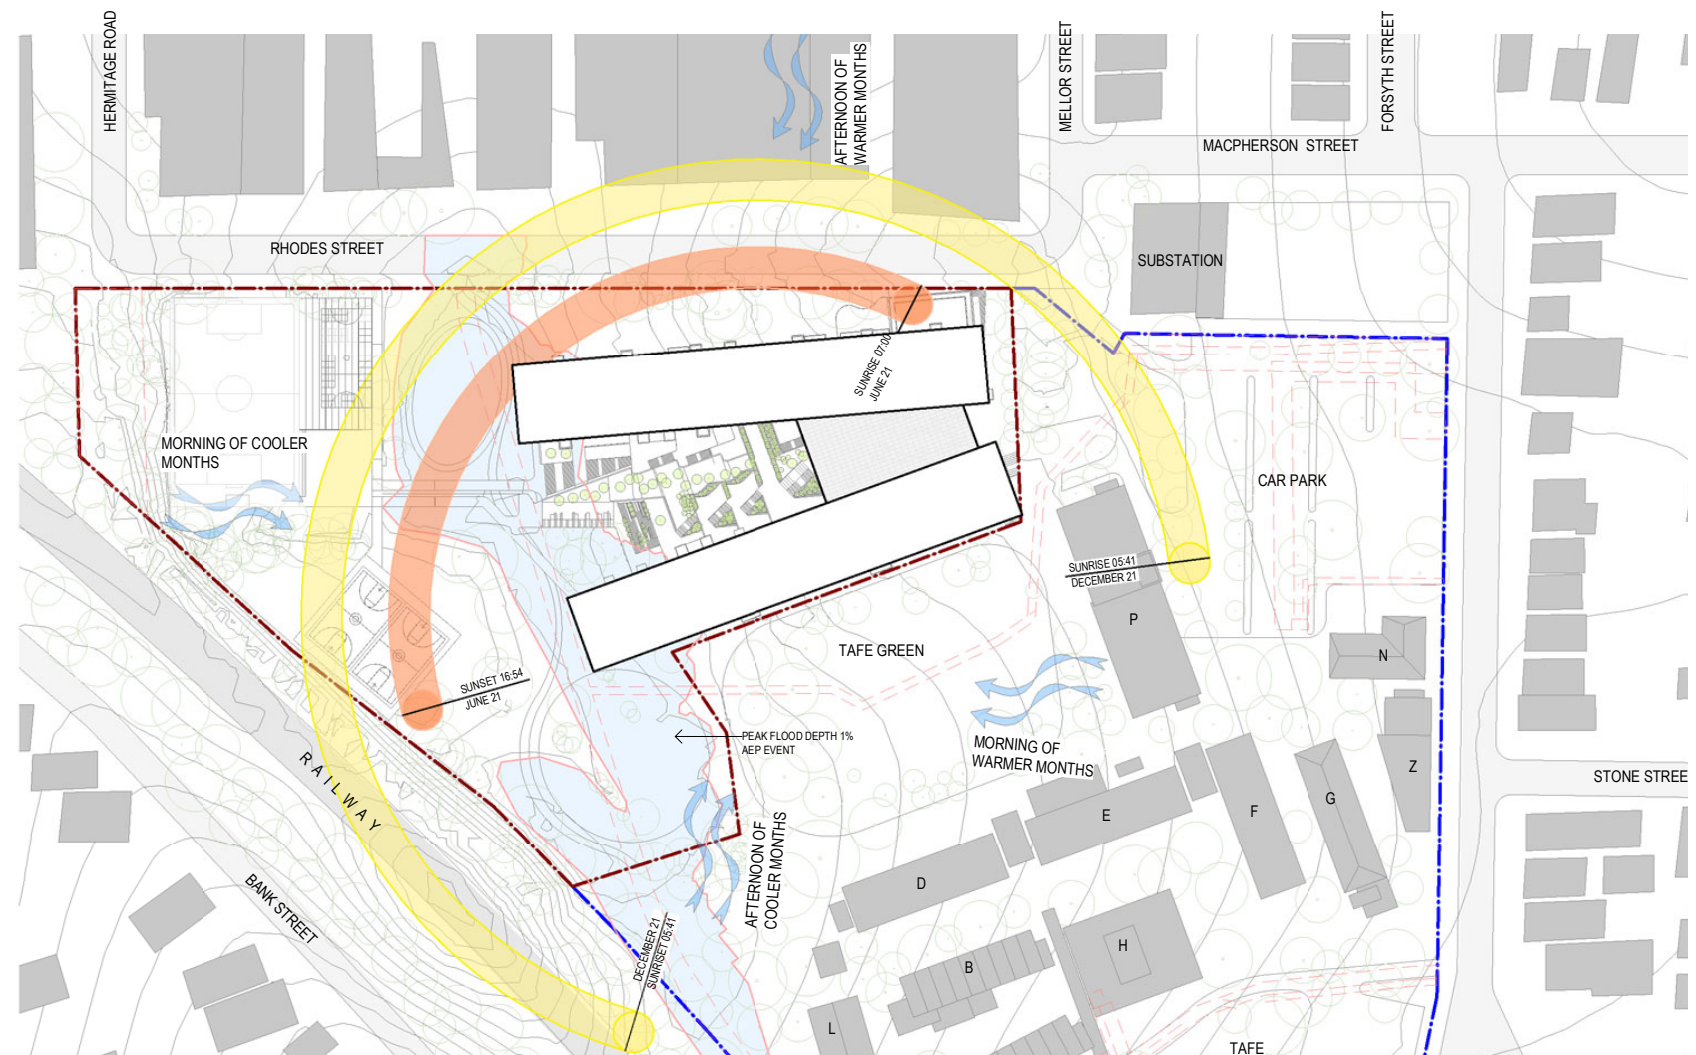 HERMITAGE ROAD
AFTERNOON OF
WARMER MONTHS
MELLOR STREET
FORSYTH STREET
MACPHERSON STREET
RHODES STREET
SUBSTATION
SUNRISE 07:00
JUNE 21
MORNING OF COOLER
MONTHS
CAR PARK
SUNRISE 05:41
DECEMBER 21
P
TAFE GREEN
N
SUNSET 16:54
JUNE 21
PEAK FLOOD DEPTH 1%
AEP EVENT
MORNING OF
WARMER MONTHS
Z
STONE STREE
RAILWAY
G
F
E
AFTERNOON OF
COOLER MONTHS
D
BANK STREET
DECEMBER 21
SUNRISET 05:41
H
B
L
TAFE